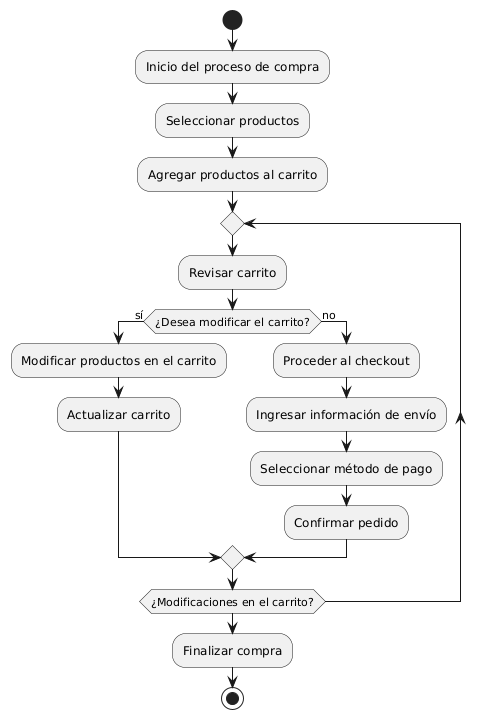 Inicio del proceso de compra
Seleccionar productos
Agregar productos al carrito
Revisar carrito
¿Desea modificar el carrito?
sí
no
Modificar productos en el carrito
Proceder al checkout
Actualizar carrito
Ingresar información de envío
Seleccionar método de pago
Confirmar pedido
¿Modificaciones en el carrito?
Finalizar compra